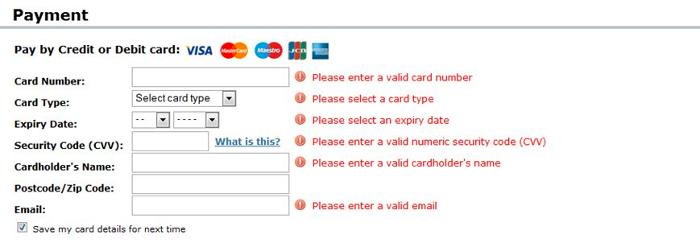 Payment
Pay by Credit or Debit card: VISA MasterCard Maestro JCB
Card Number: Please enter a valid card number
Card Type: Select card type Please select a card type
Expiry Date: -- ---- Please select an expiry date
Security Code (CVV): What is this? Please enter a valid numeric security code (CVV)
Cardholder's Name: Please enter a valid cardholder's name
Postcode/Zip Code:
Email: Please enter a valid email
Save my card details for next time